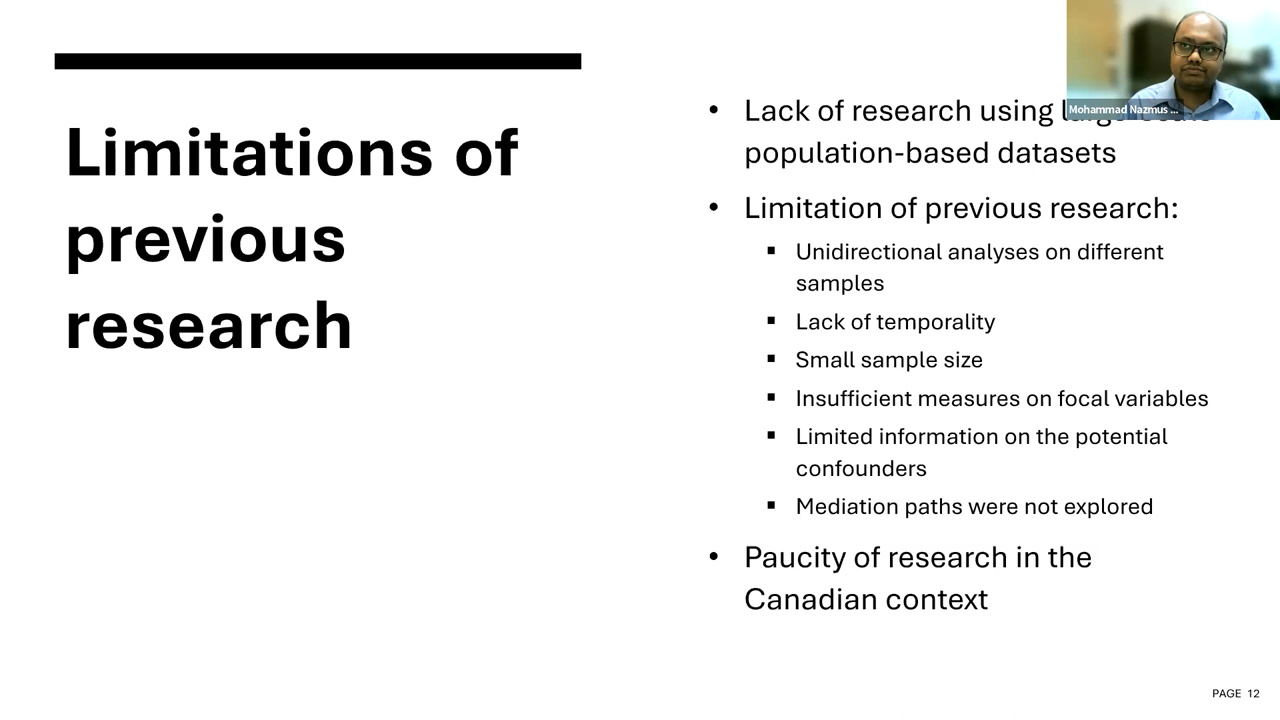 Limitations of
previous
research
• Lack of research using large
population-based datasets
• Limitation of previous research:
▪ Unidirectional analyses on different
samples
▪ Lack of temporality
▪ Small sample size
▪ Insufficient measures on focal variables
▪ Limited information on the potential
confounders
▪ Mediation paths were not explored
• Paucity of research in the
Canadian context
Mohammad Nazmus ...
PAGE 12